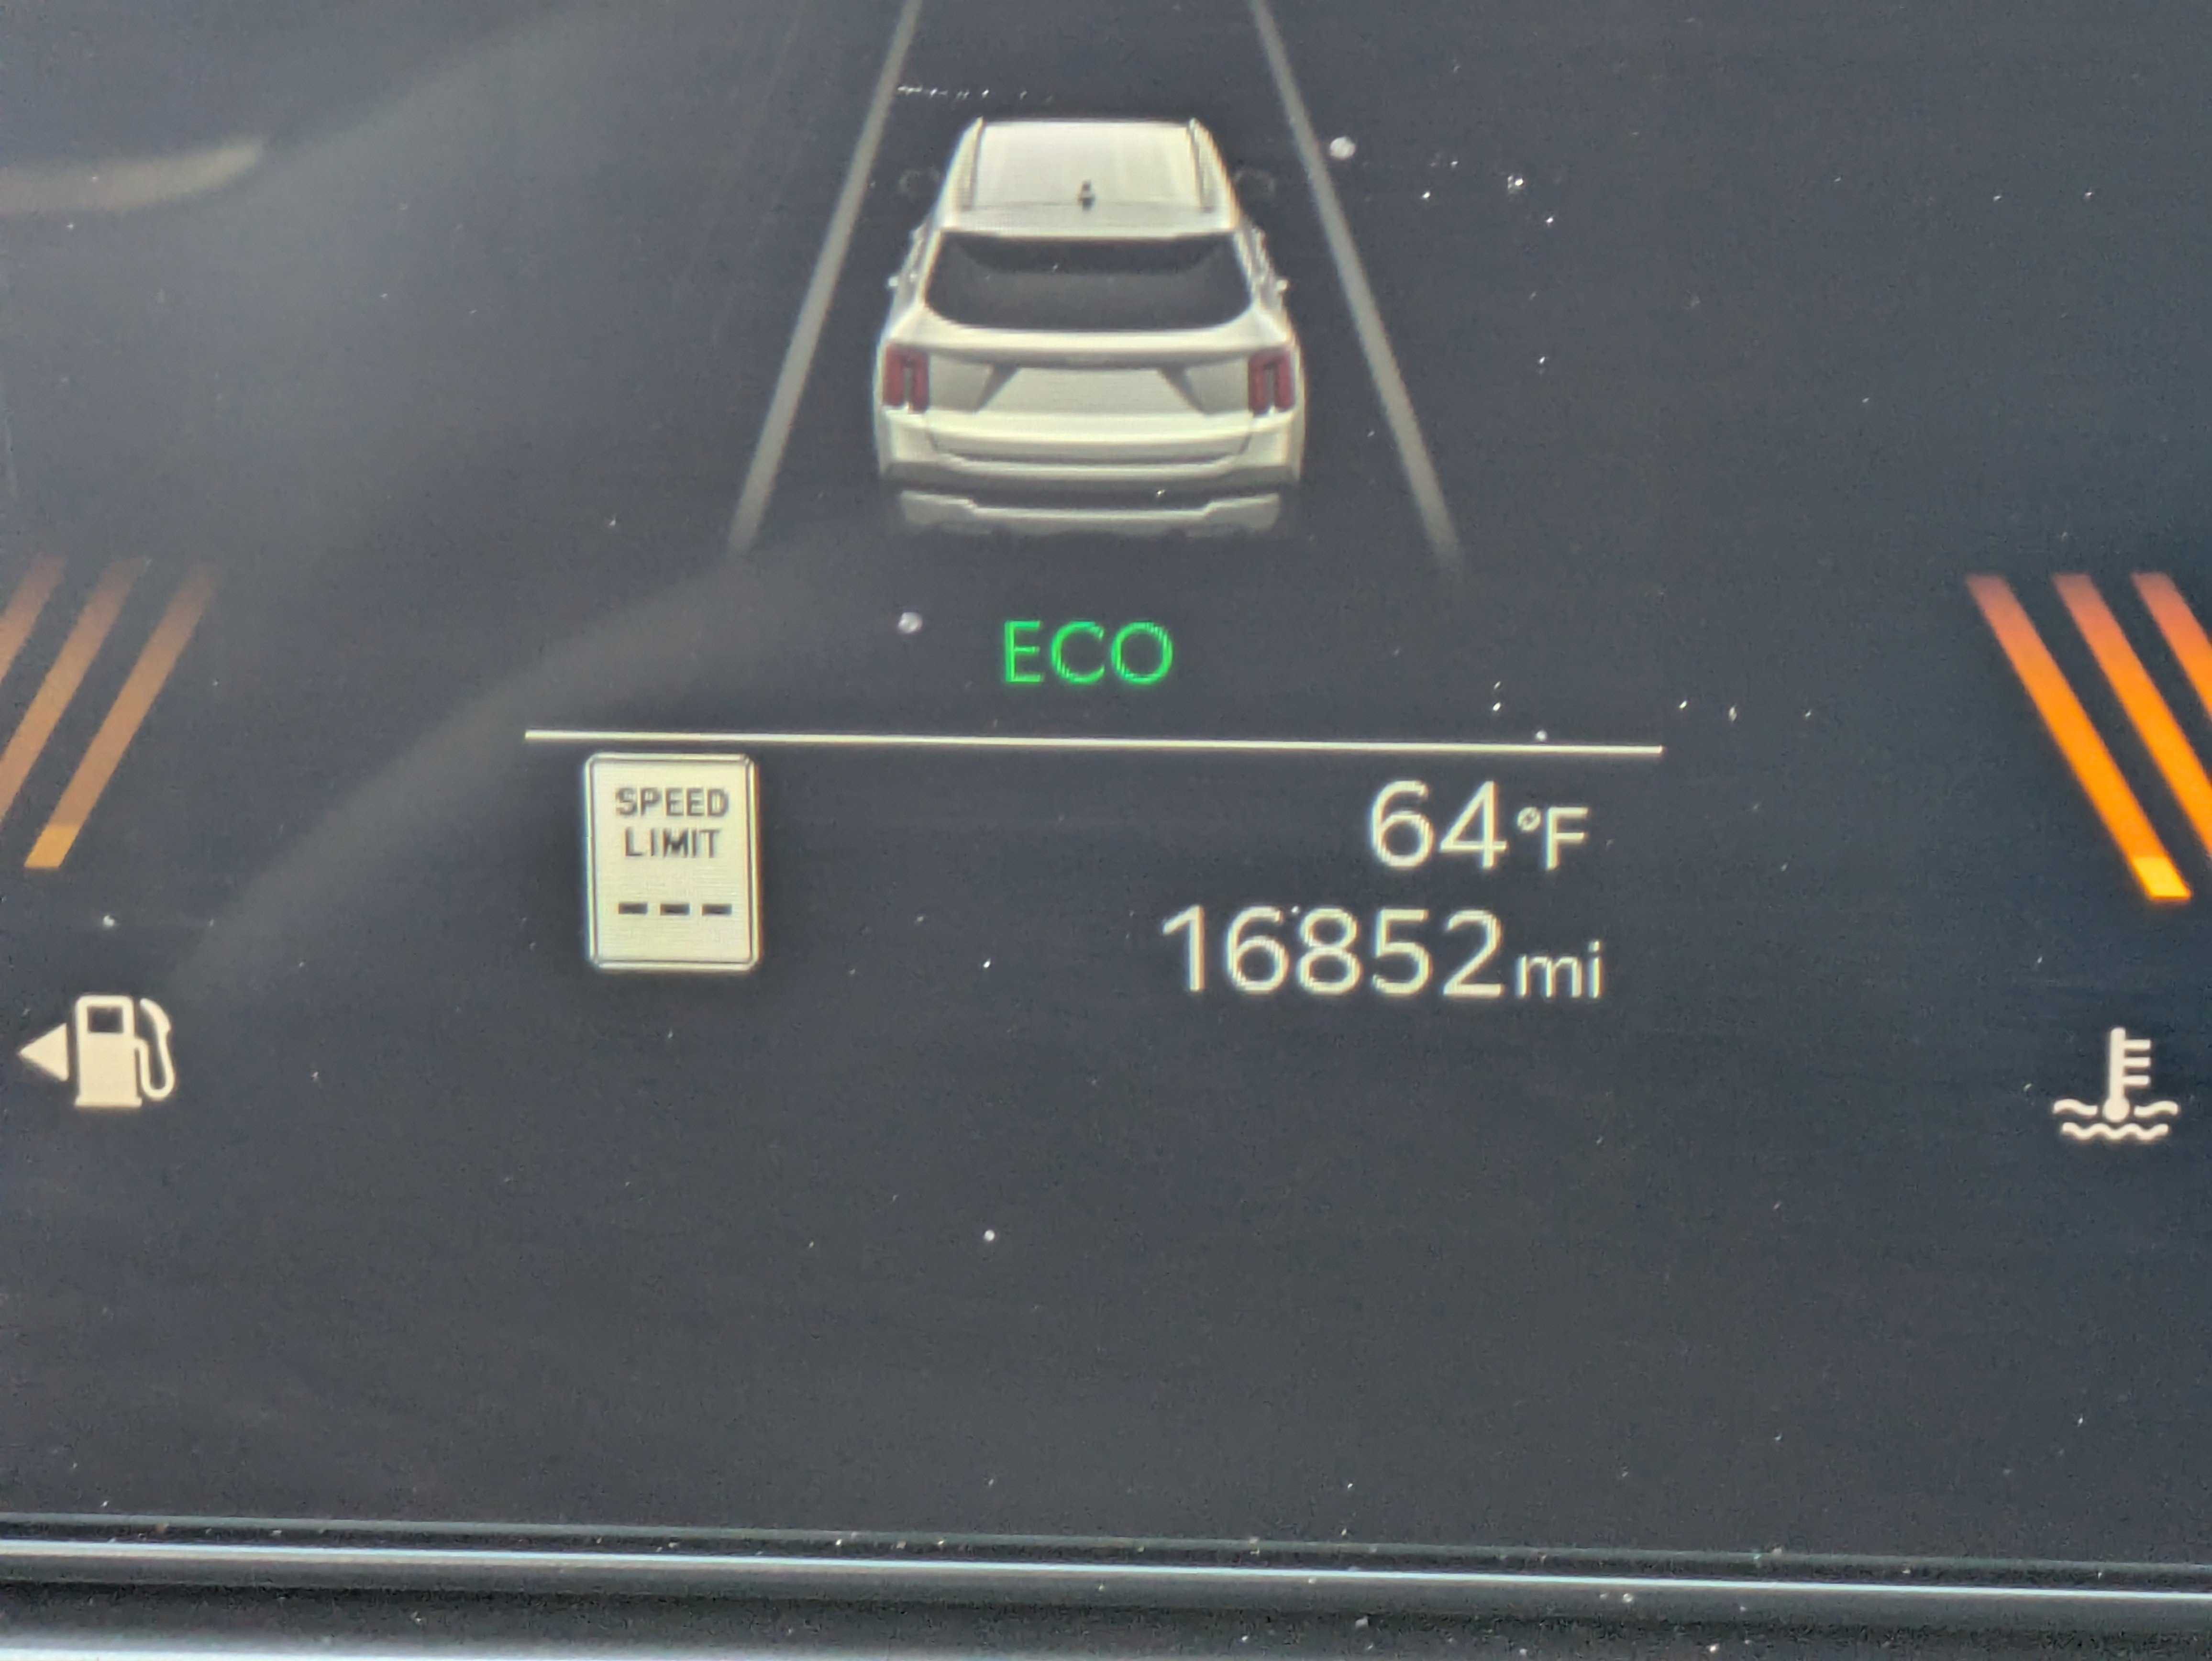 ECO
SPEED
LIMIT
---
64°F
16852mi